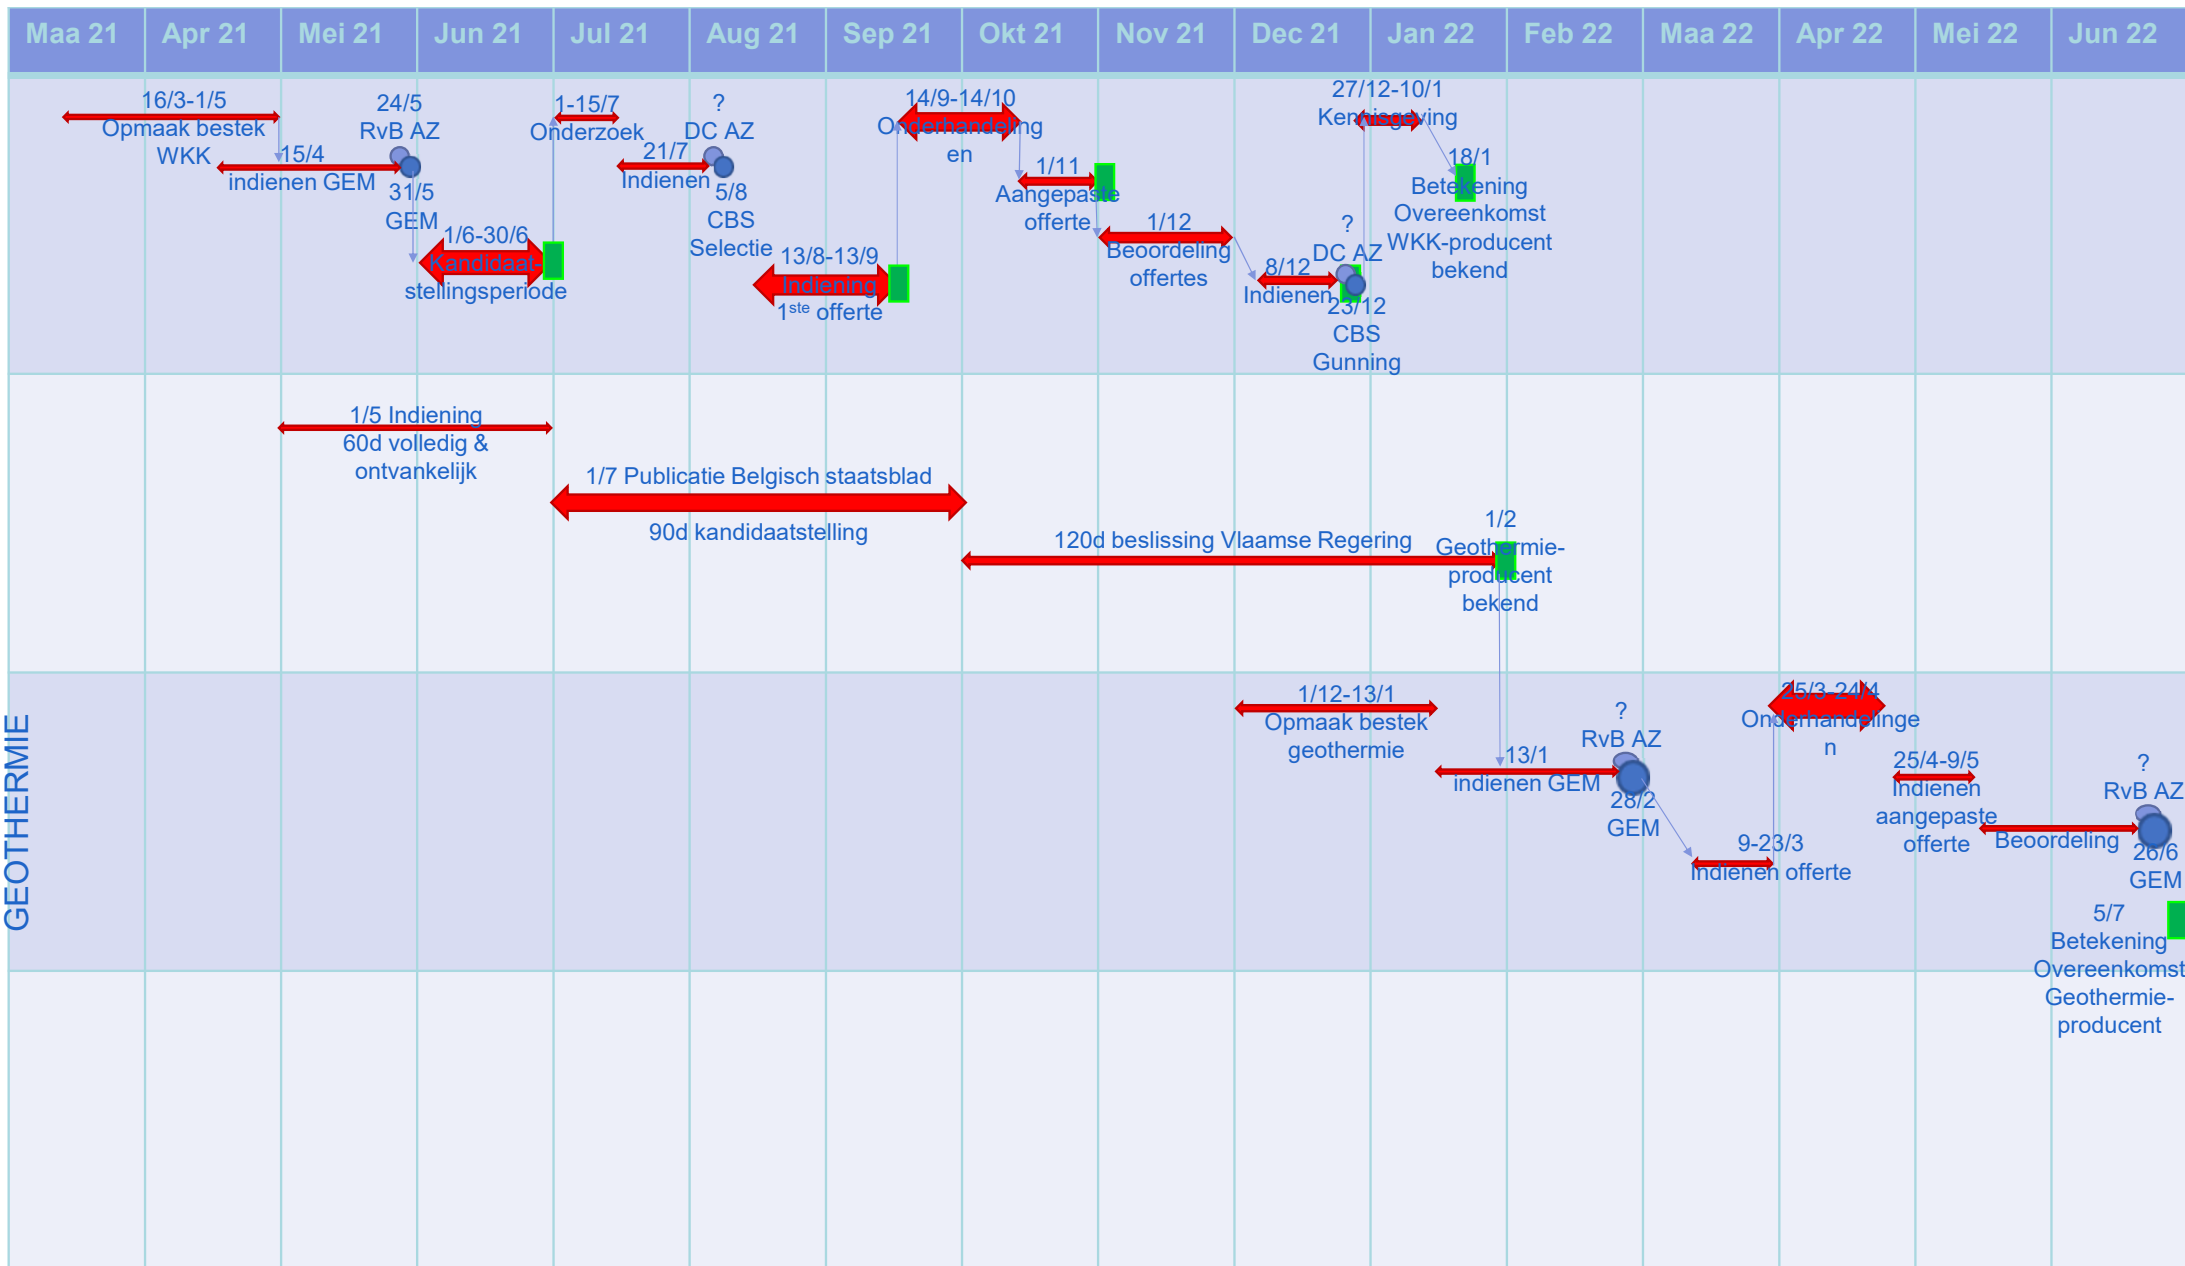 Maa 21 Apr 21 Mei 21 Jun 21 Jul 21 Aug 21 Sep 21 Okt 21 Nov 21 Dec 21 Jan 22 Feb 22 Maa 22 Apr 22 Mei 22 Jun 22
16/3-1/5
Opmaak bestek
WKK
15/4
indienen GEM
24/5
RvB AZ
31/5
GEM
1/6-30/6
Kandidaat-
stellingsperiode
1-15/7
Onderzoek
21/7
Indienen
?
DC AZ
5/8
CBS
Selectie
13/8-13/9
Indiening
1ste offerte
14/9-14/10
Onderhandeling
en
1/11
Aangepaste
offerte
1/12
Beoordeling
offertes
8/12
Indienen
?
DC AZ
23/12
CBS
Gunning
27/12-10/1
Kennisgeving
18/1
Betekening
Overeenkomst
WKK-producent
bekend
1/5 Indiening
60d volledig &
ontvankelijk
1/7 Publicatie Belgisch staatsblad
90d kandidaatstelling
120d beslissing Vlaamse Regering
1/2
Geothermie-
producent
bekend
GEOTHERMIE
1/12-13/1
Opmaak bestek
geothermie
13/1
indienen GEM
?
RvB AZ
28/2
GEM
9-23/3
Indienen offerte
25/3-24/4
Onderhandelinge
n
25/4-9/5
Indienen
aangepaste
offerte
Beoordeling
?
RvB AZ
26/6
GEM
5/7
Betekening
Overeenkomst
Geothermie-
producent